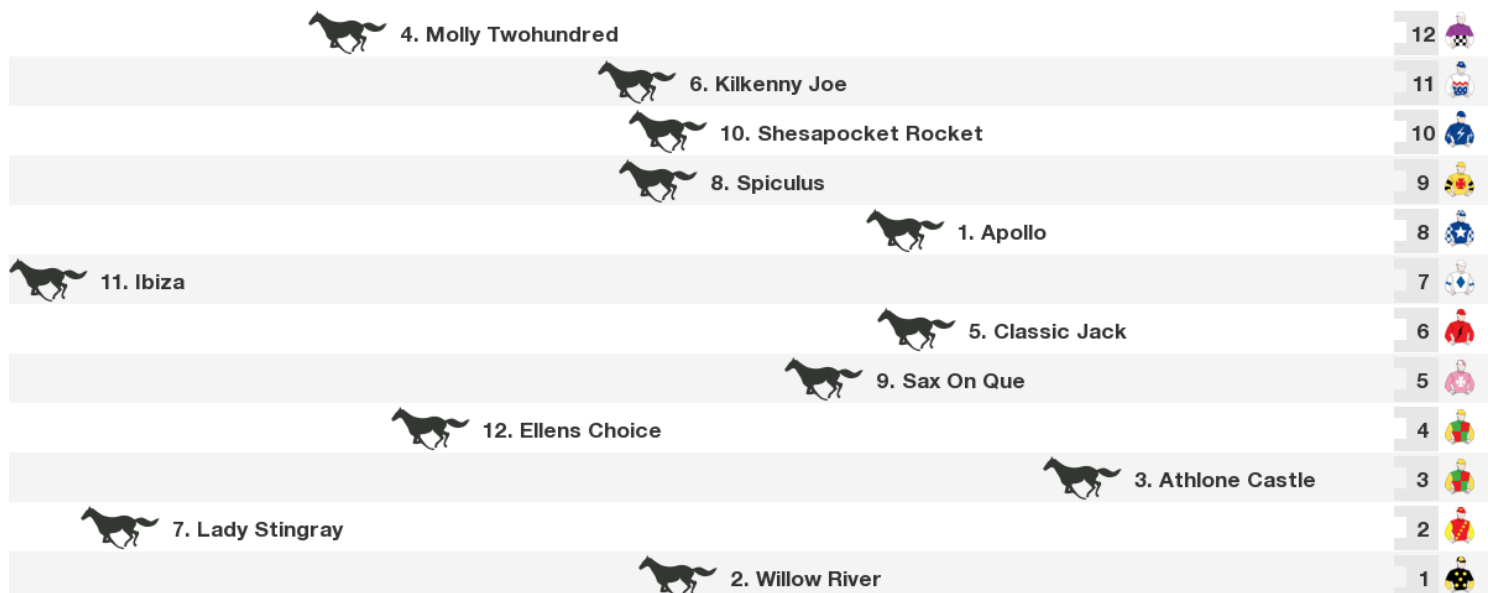 4. Molly Twohundred 12
6. Kilkenny Joe 11
10. Shesapocket Rocket 10
8. Spiculus 9
1. Apollo 8
11. Ibiza 7
5. Classic Jack 6
9. Sax On Que 5
12. Ellens Choice 4
3. Athlone Castle 3
7. Lady Stingray 2
2. Willow River 1